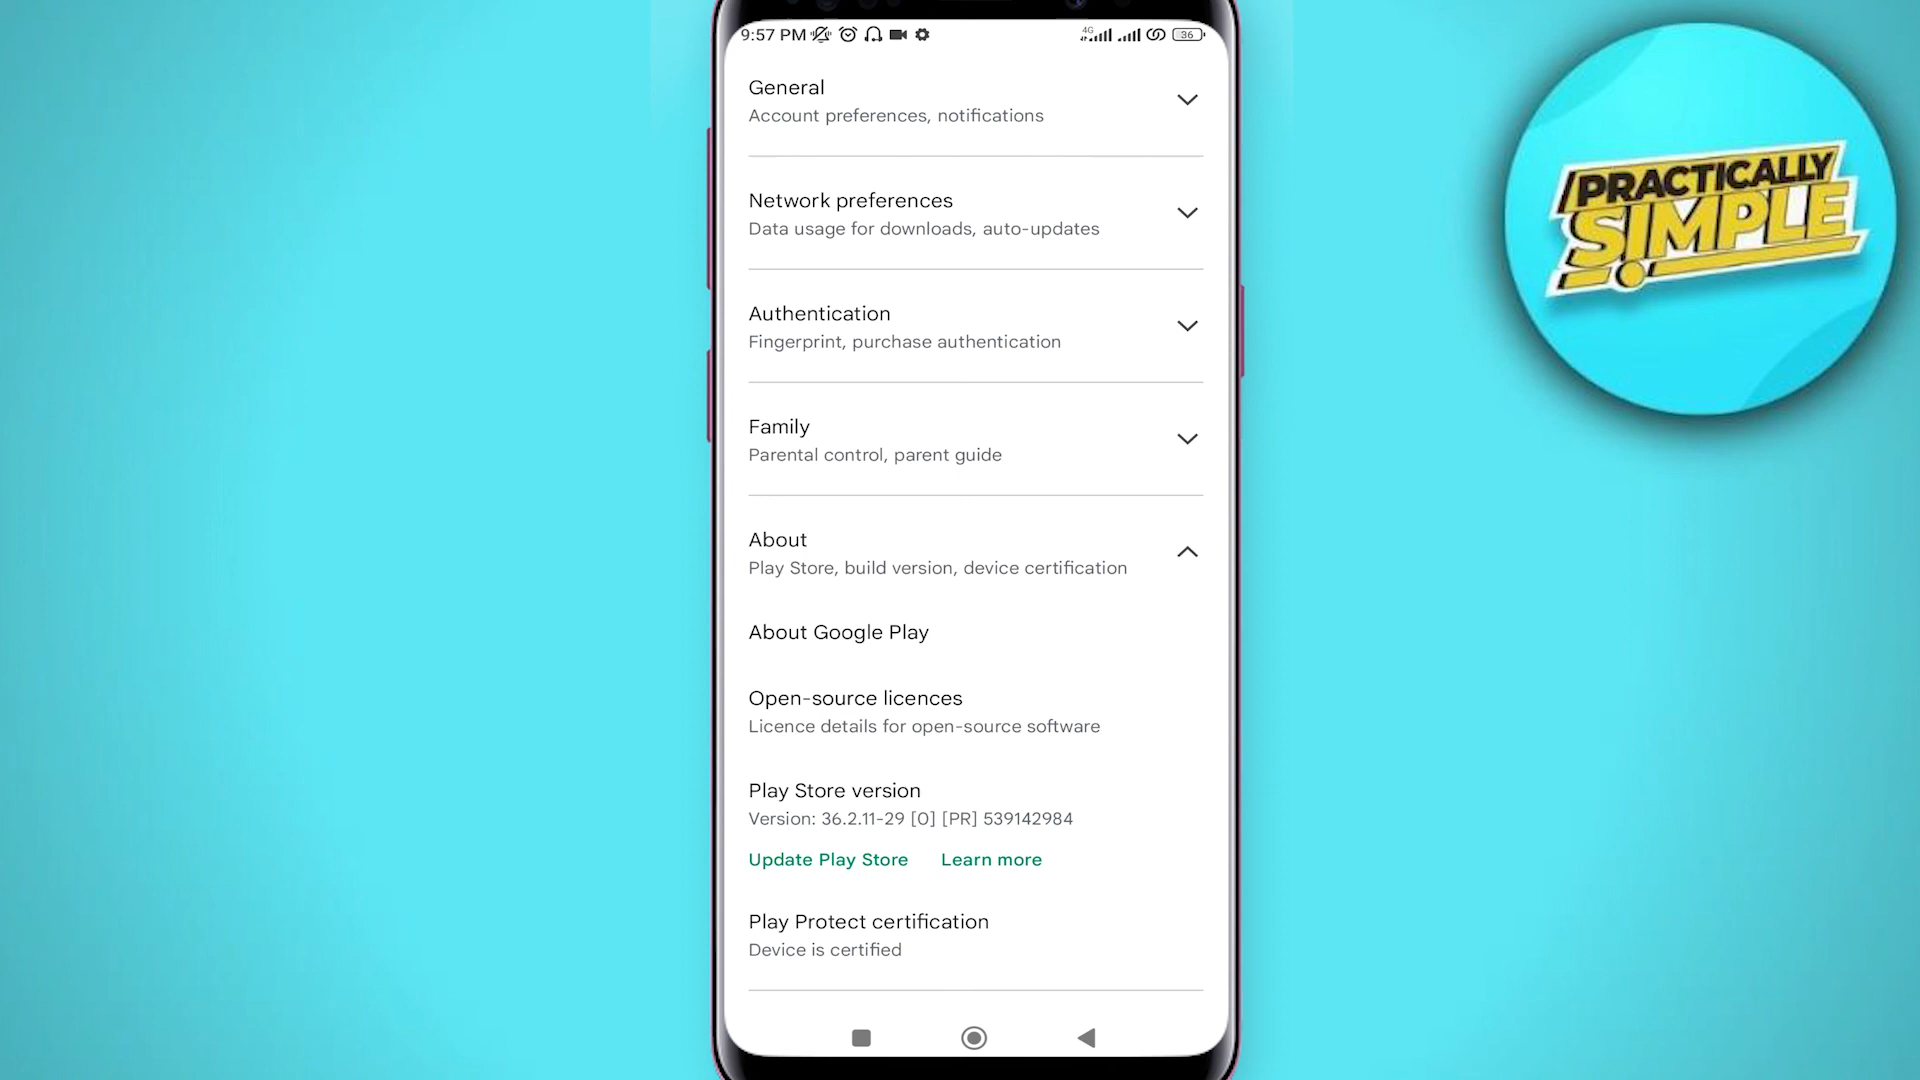 9:57 PM
4G
36
General
Account preferences, notifications
Network preferences
Data usage for downloads, auto-updates
Authentication
Fingerprint, purchase authentication
Family
Parental control, parent guide
About
Play Store, build version, device certification
About Google Play
Open-source licences
Licence details for open-source software
Play Store version
Version: 36.2.11-29 [0] [PR] 539142984
Update Play Store Learn more
Play Protect certification
Device is certified
PRACTICALLY
SIMPLE